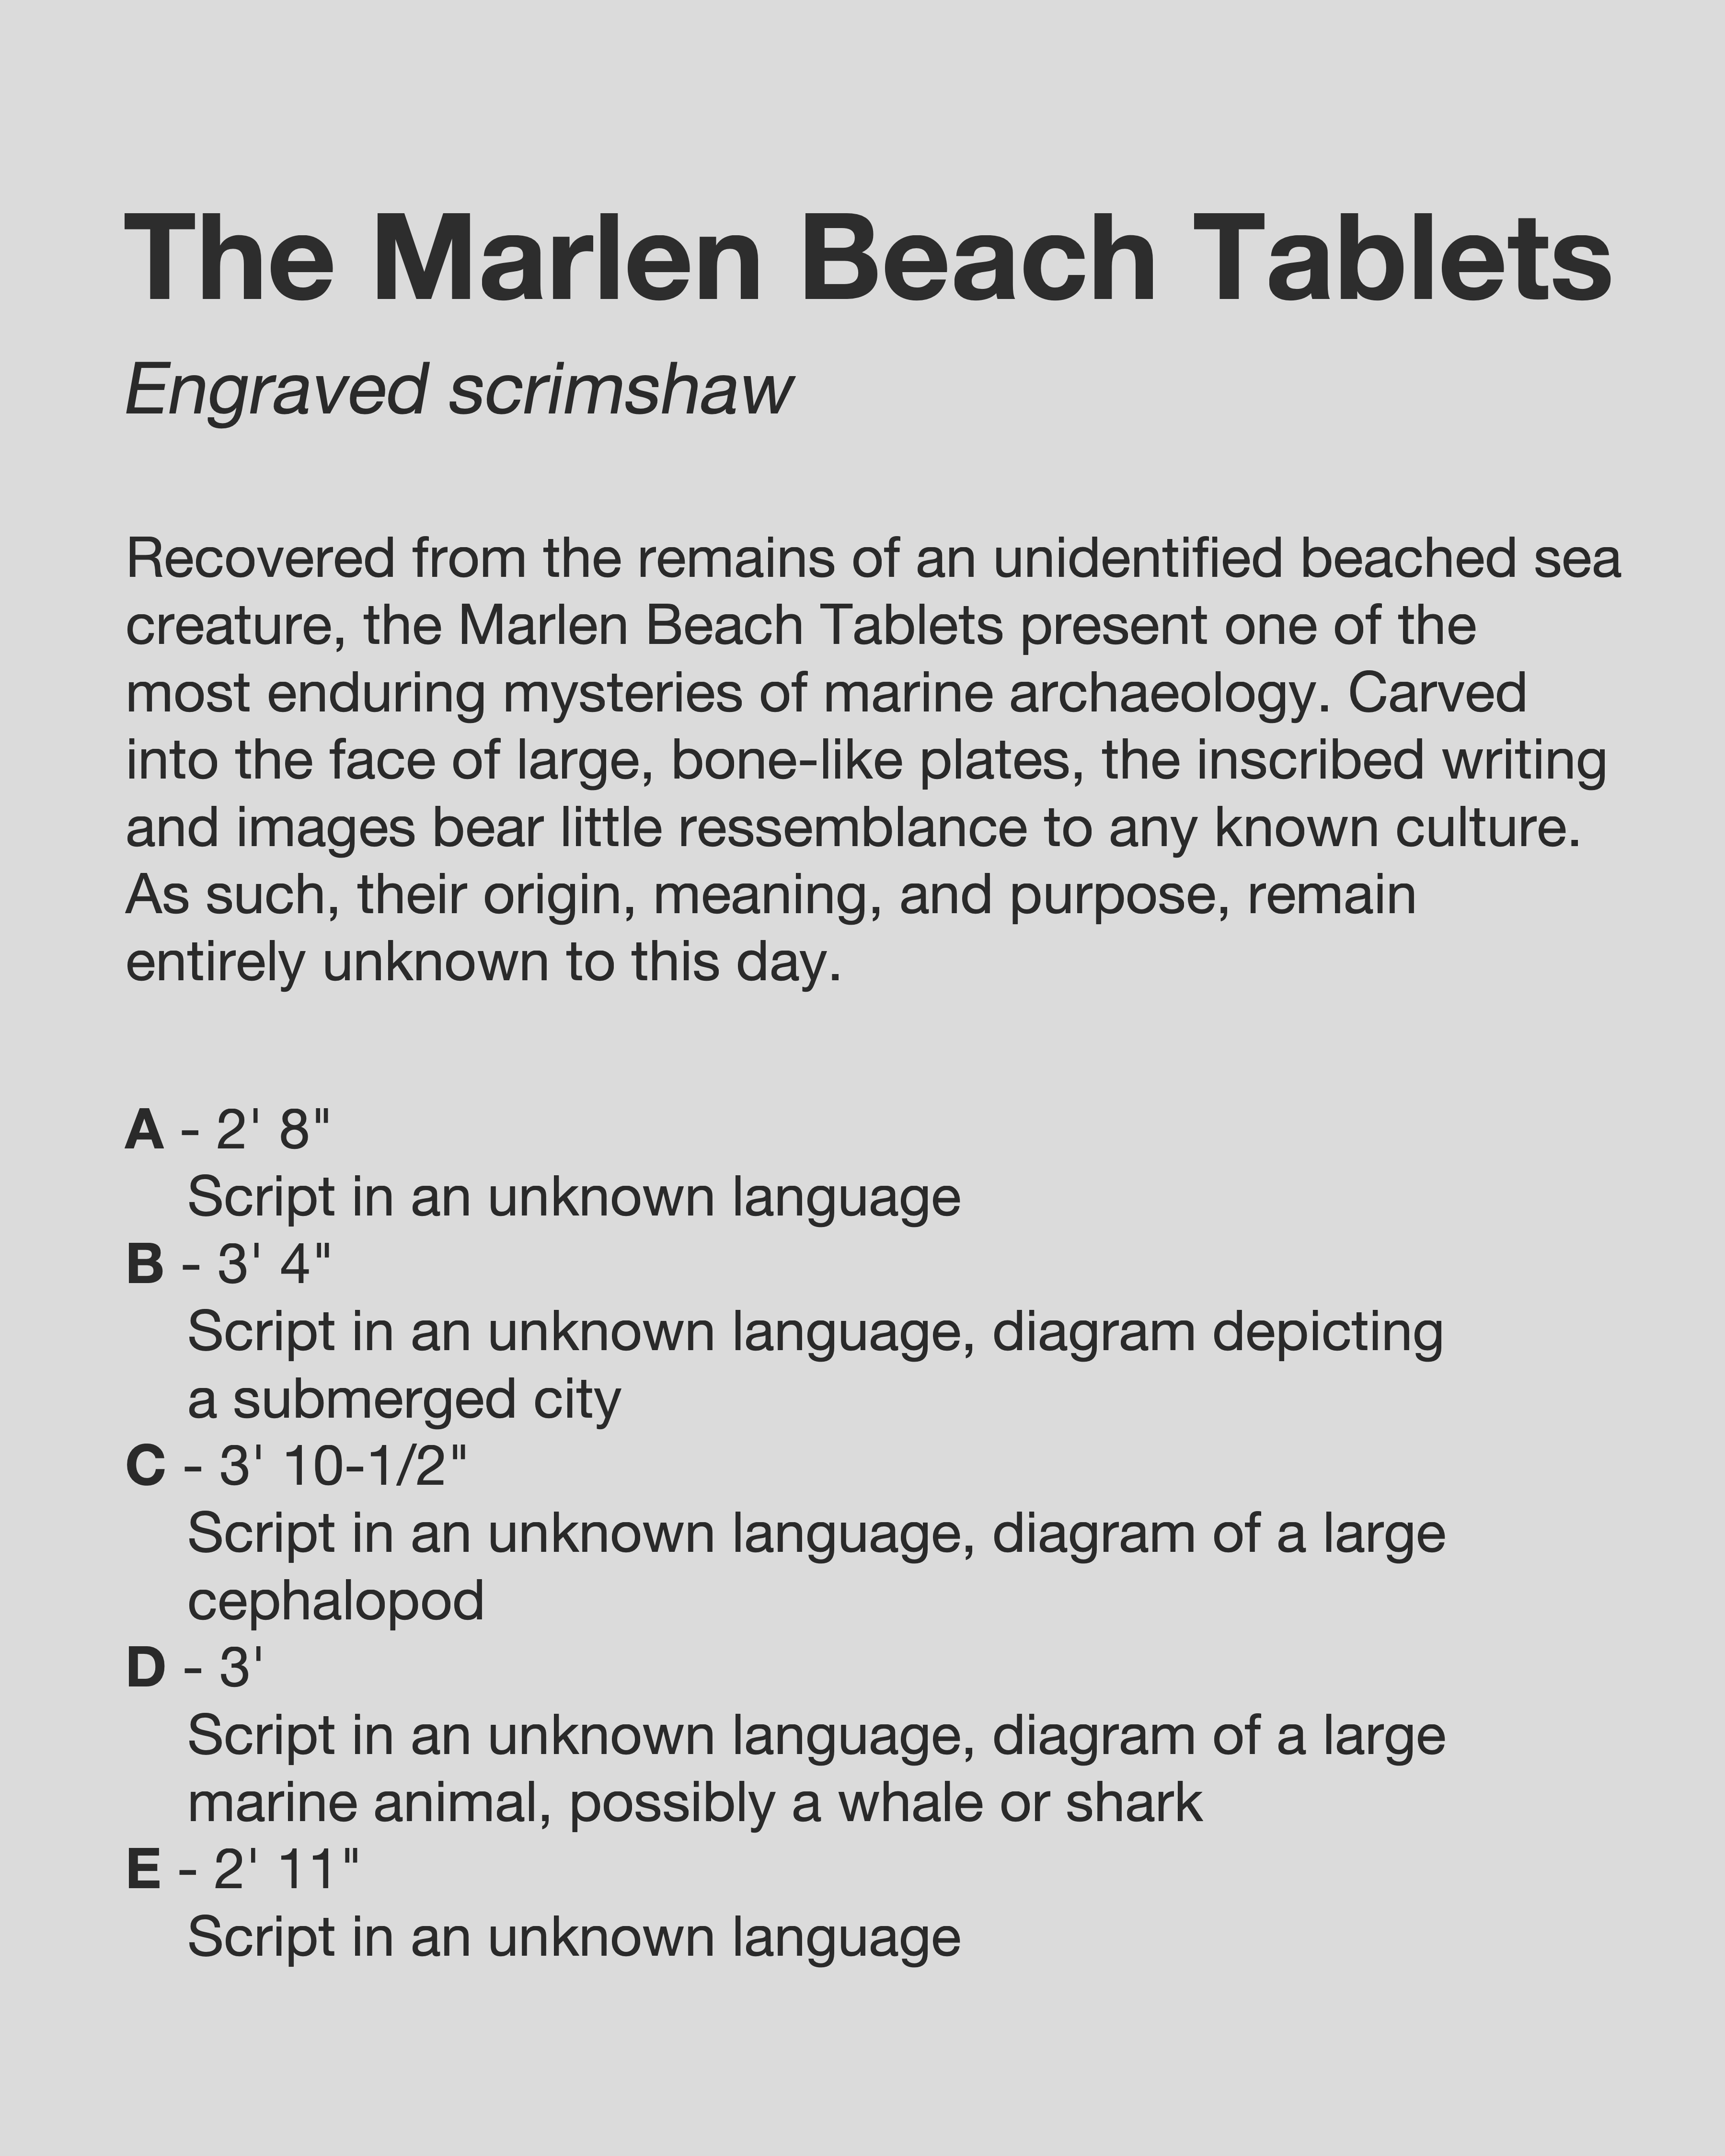 The Marlen Beach Tablets
Engraved scrimshaw
Recovered from the remains of an unidentified beached sea
creature, the Marlen Beach Tablets present one of the
most enduring mysteries of marine archaeology. Carved
into the face of large, bone-like plates, the inscribed writing
and images bear little ressemblance to any known culture.
As such, their origin, meaning, and purpose, remain
entirely unknown to this day.
A - 2' 8"
Script in an unknown language
B - 3' 4"
Script in an unknown language, diagram depicting
a submerged city
C - 3' 10-1/2"
Script in an unknown language, diagram of a large
cephalopod
D - 3'
Script in an unknown language, diagram of a large
marine animal, possibly a whale or shark
E - 2' 11"
Script in an unknown language